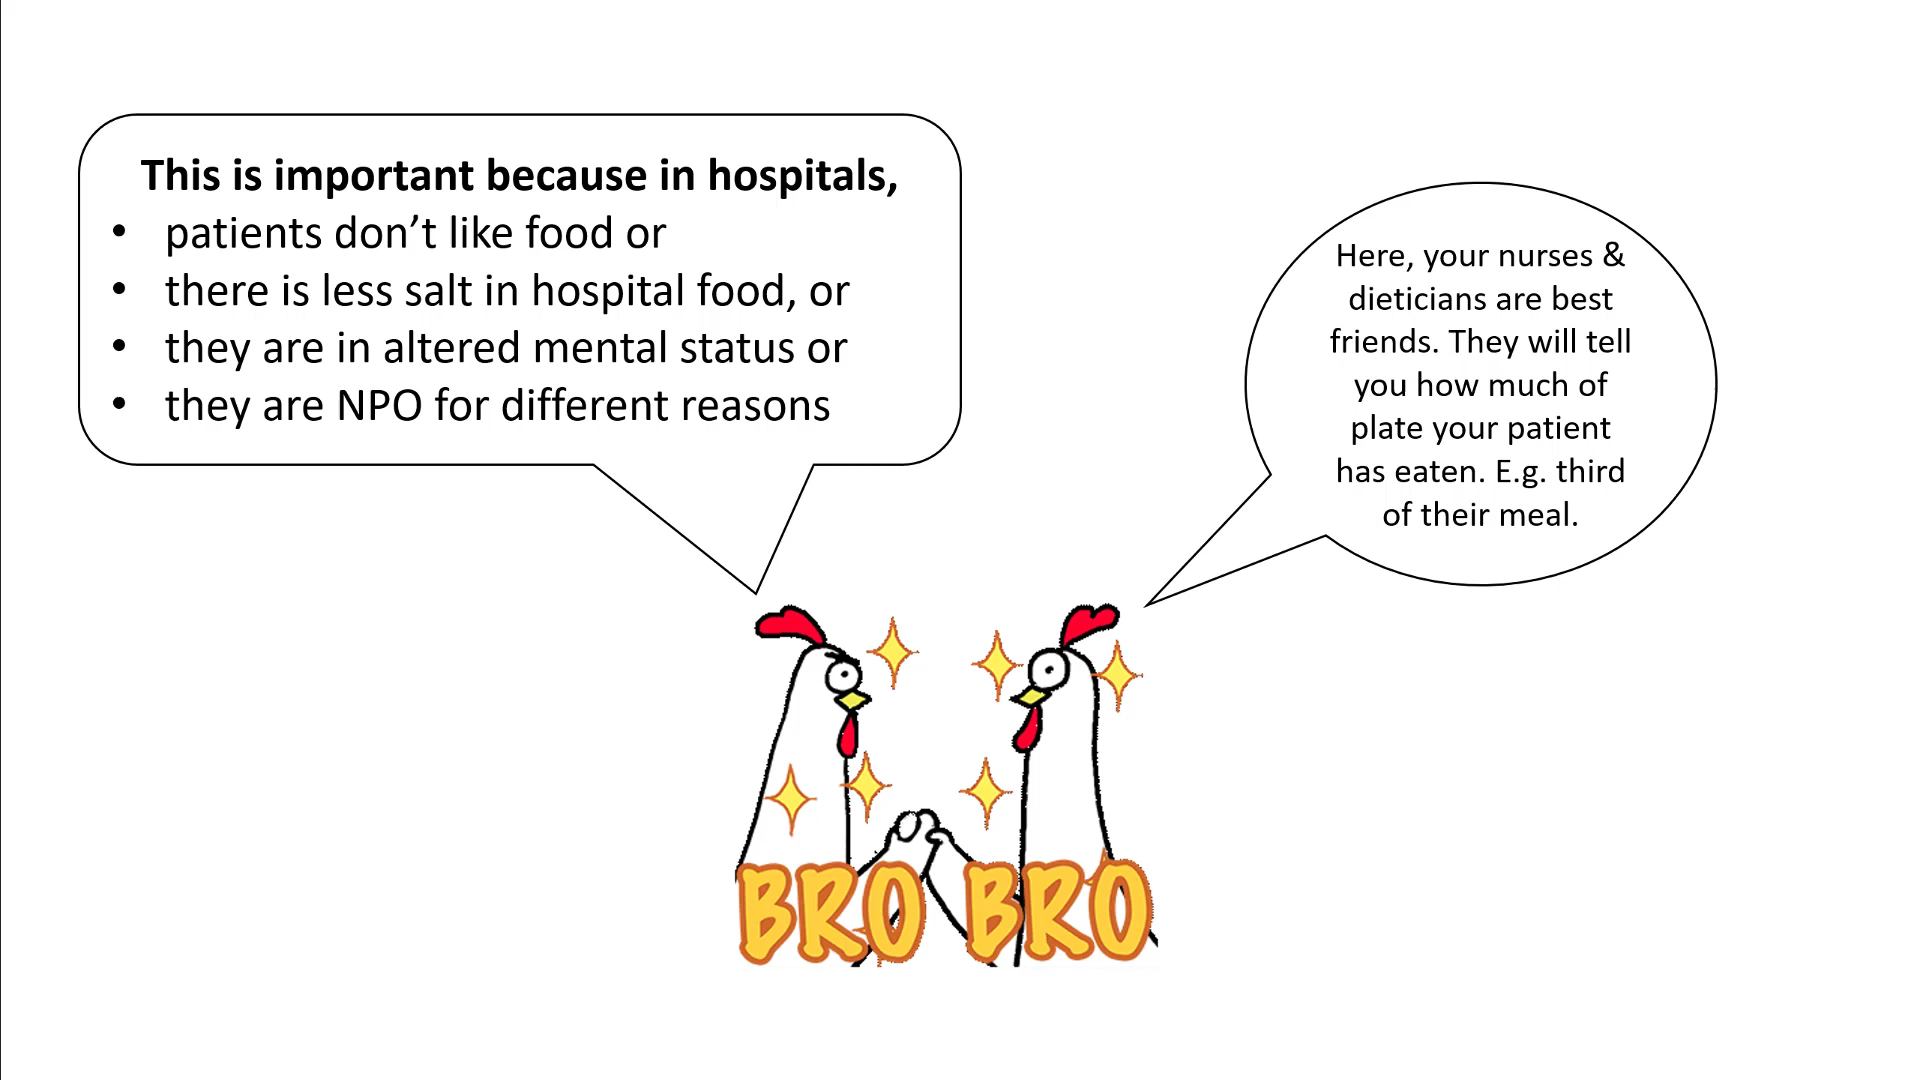 This is important because in hospitals,
• patients don’t like food or
• there is less salt in hospital food, or
• they are in altered mental status or
• they are NPO for different reasons
Here, your nurses &
dieticians are best
friends. They will tell
you how much of
plate your patient
has eaten. E.g. third
of their meal.
BRO BRO